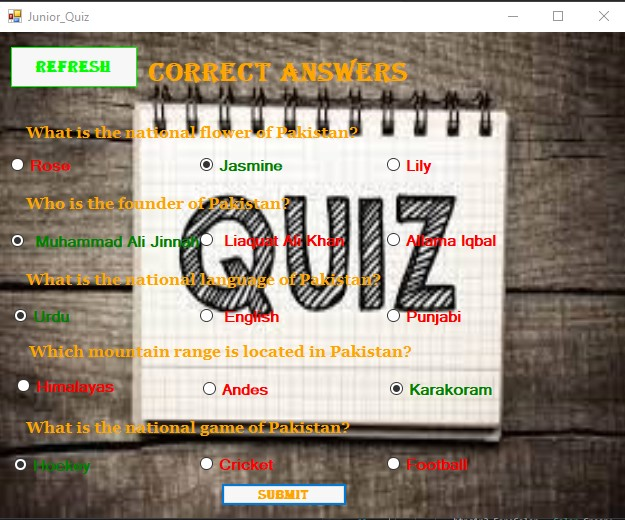 Junior_Quiz
REFRESH
CORRECT ANSWERS
What is the national flower of Pakistan?
Rose Jasmine Lily
Who is the founder of Pakistan?
Muhammad Ali Jinnah Liaquat Ali Khan Allama Iqbal
QUIZ
What is the national language of Pakistan?
Urdu English Punjabi
Which mountain range is located in Pakistan?
Himalayas Andes Karakoram
What is the national game of Pakistan?
Hockey Cricket Football
SUBMIT